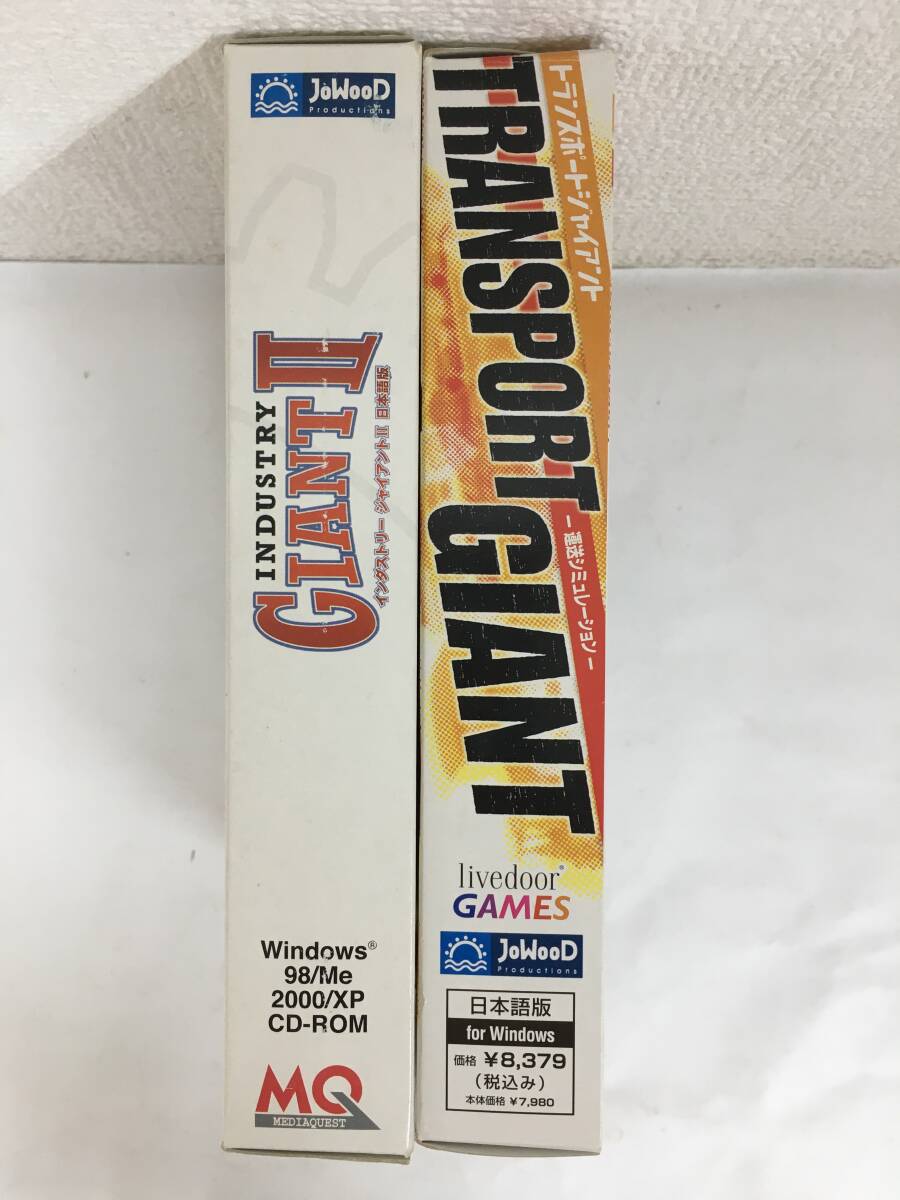 JoWooD
Productions
INDUSTRY
GIANT II
インダストリー ジャイアントII 日本語版
Windows®
98/Me
2000/XP
CD-ROM
MQ
MEDIAQUEST
トランスポートジャイアント
TRANSPORT GIANT
ー運送シミュレーションー
livedoor®
GAMES
JoWooD
Productions
日本語版
for Windows
価格 ¥8,379
(税込み)
本体価格 ¥7,980